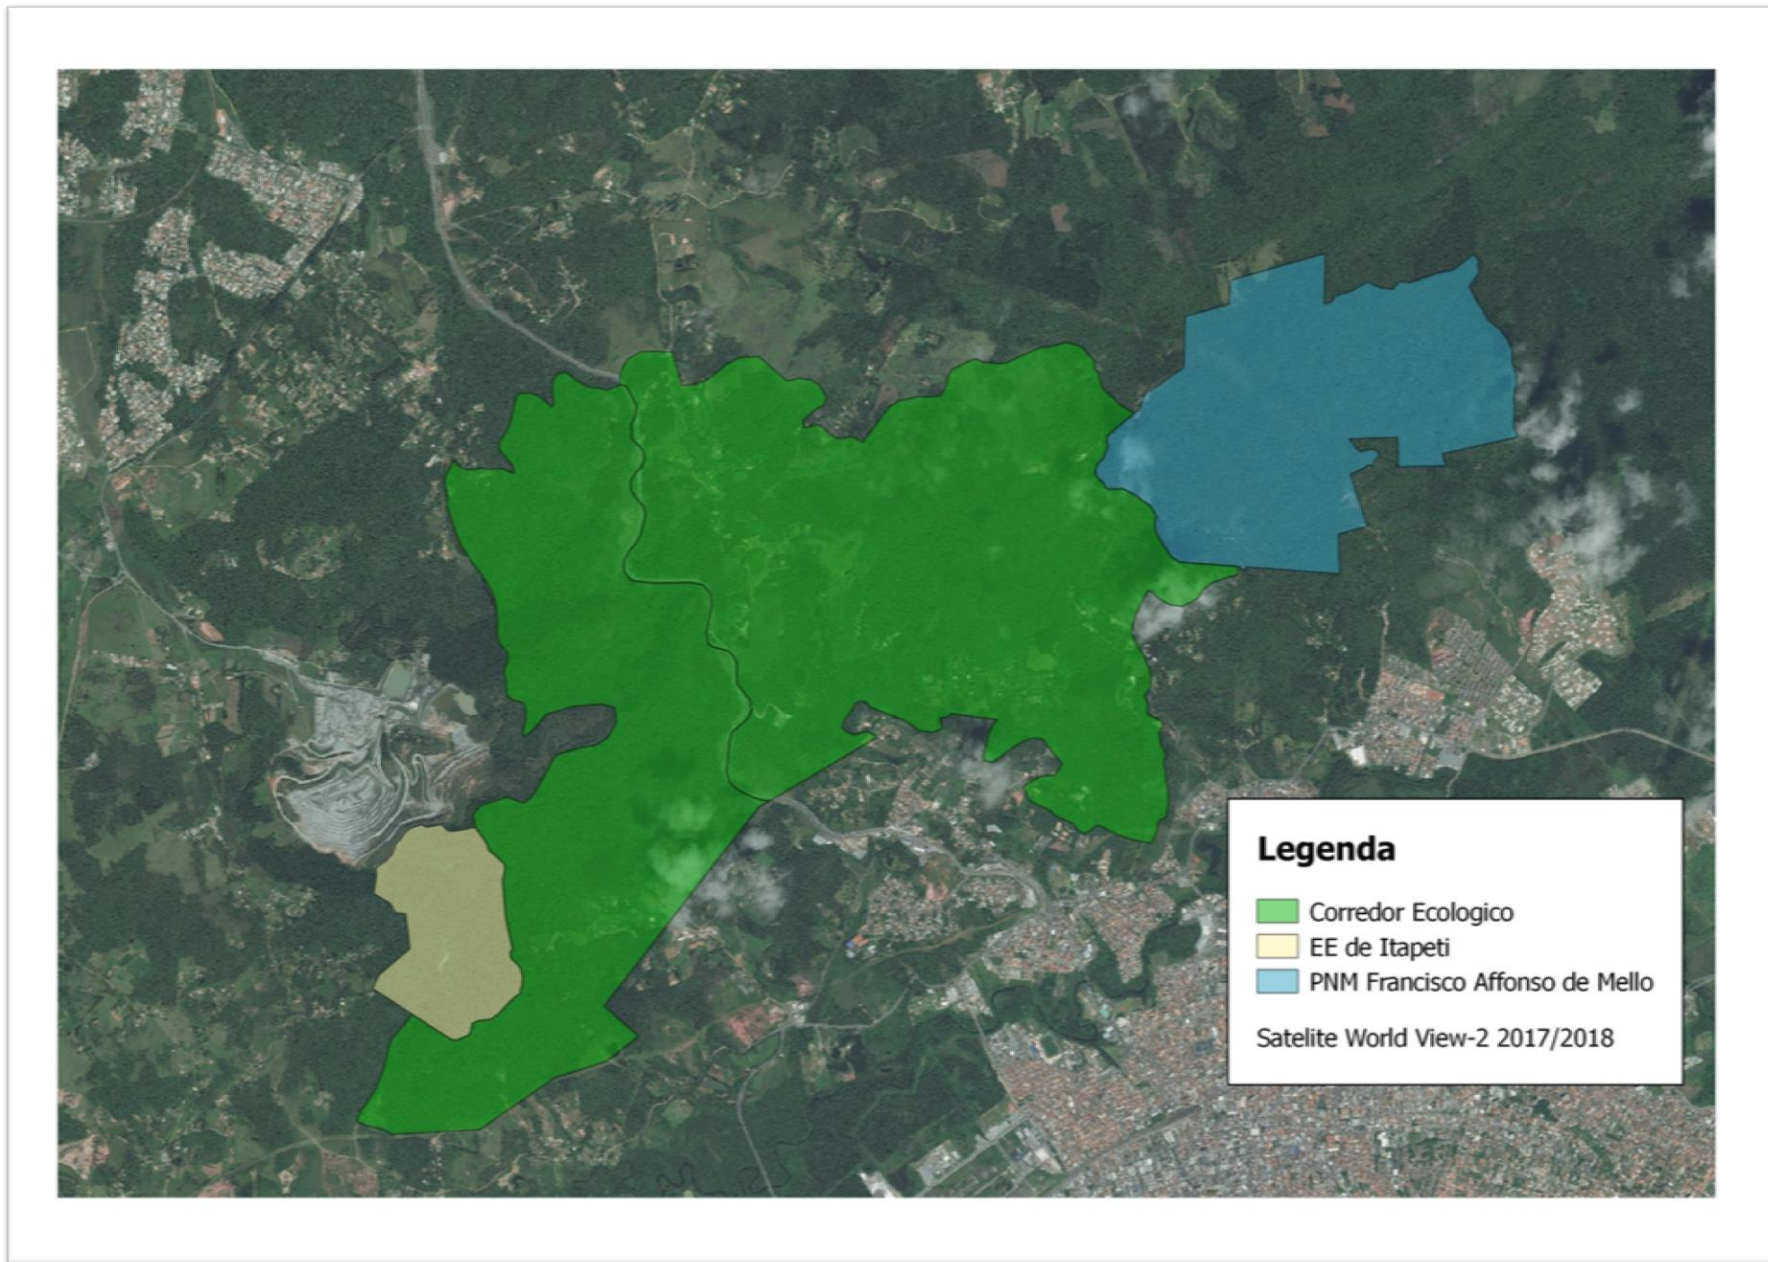 Legenda
Corredor Ecologico
EE de Itapeti
PNM Francisco Affonso de Mello
Satelite World View-2 2017/2018